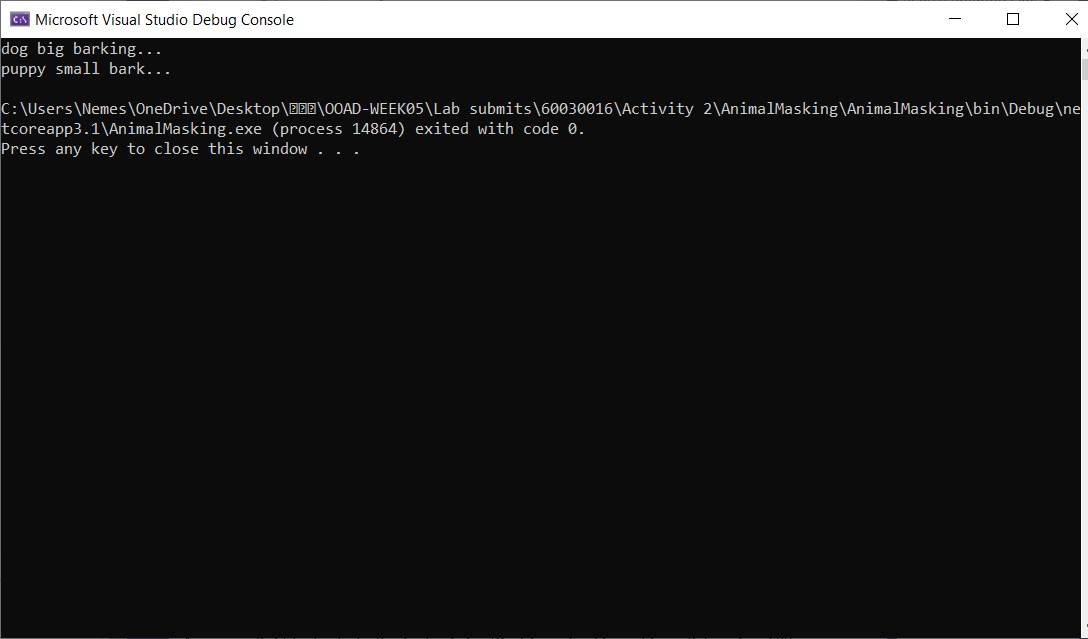 Microsoft Visual Studio Debug Console
dog big barking...
puppy small bark...
C:\Users\Nemes\OneDrive\Desktop\⍰⍰⍰\OOAD-WEEK05\Lab submits\60030016\Activity 2\AnimalMasking\AnimalMasking\bin\Debug\ne
tcoreapp3.1\AnimalMasking.exe (process 14864) exited with code 0.
Press any key to close this window . . .